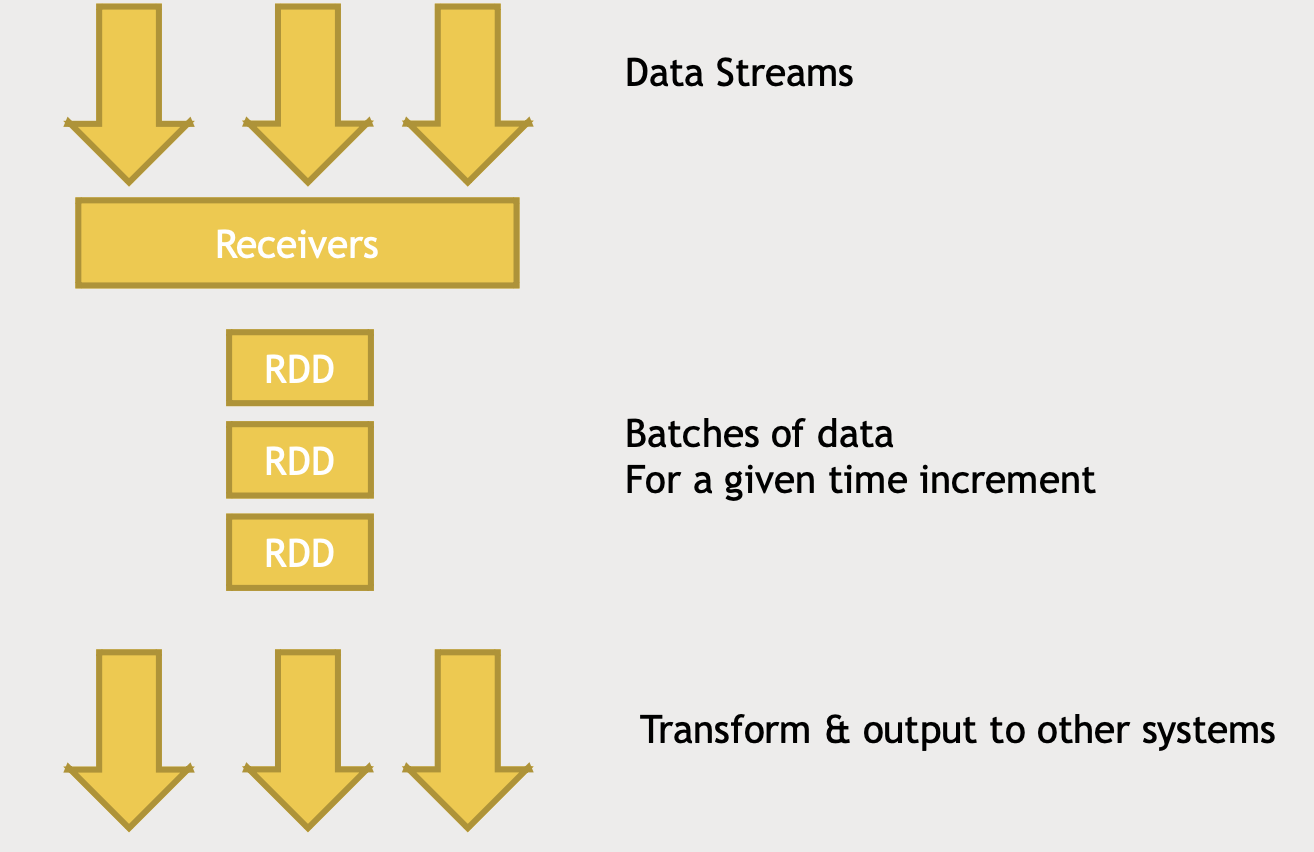 Data Streams
Receivers
RDD
RDD
RDD
Batches of data
For a given time increment
Transform & output to other systems